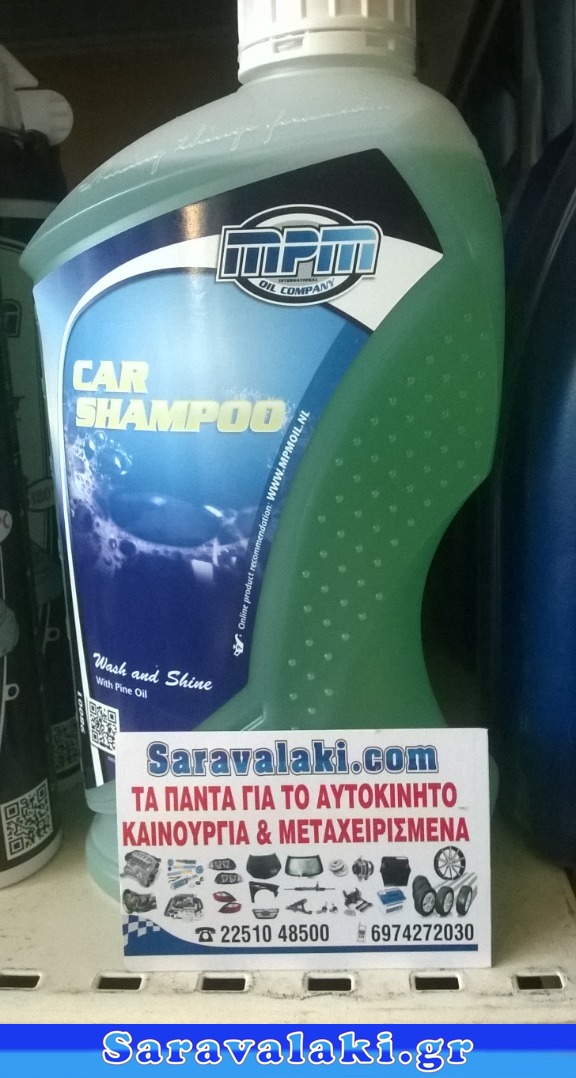 MPM
INTERNATIONAL
OIL COMPANY
CAR
SHAMPOO
Online product recommendation: WWW.MPMOIL.NL
Wash and Shine
With Pine Oil
Saravalaki.com
ΤΑ ΠΑΝΤΑ ΓΙΑ ΤΟ ΑΥΤΟΚΙΝΗΤΟ
ΚΑΙΝΟΥΡΓΙΑ & ΜΕΤΑΧΕΙΡΙΣΜΕΝΑ
22510 48500 6974272030
Saravalaki.gr